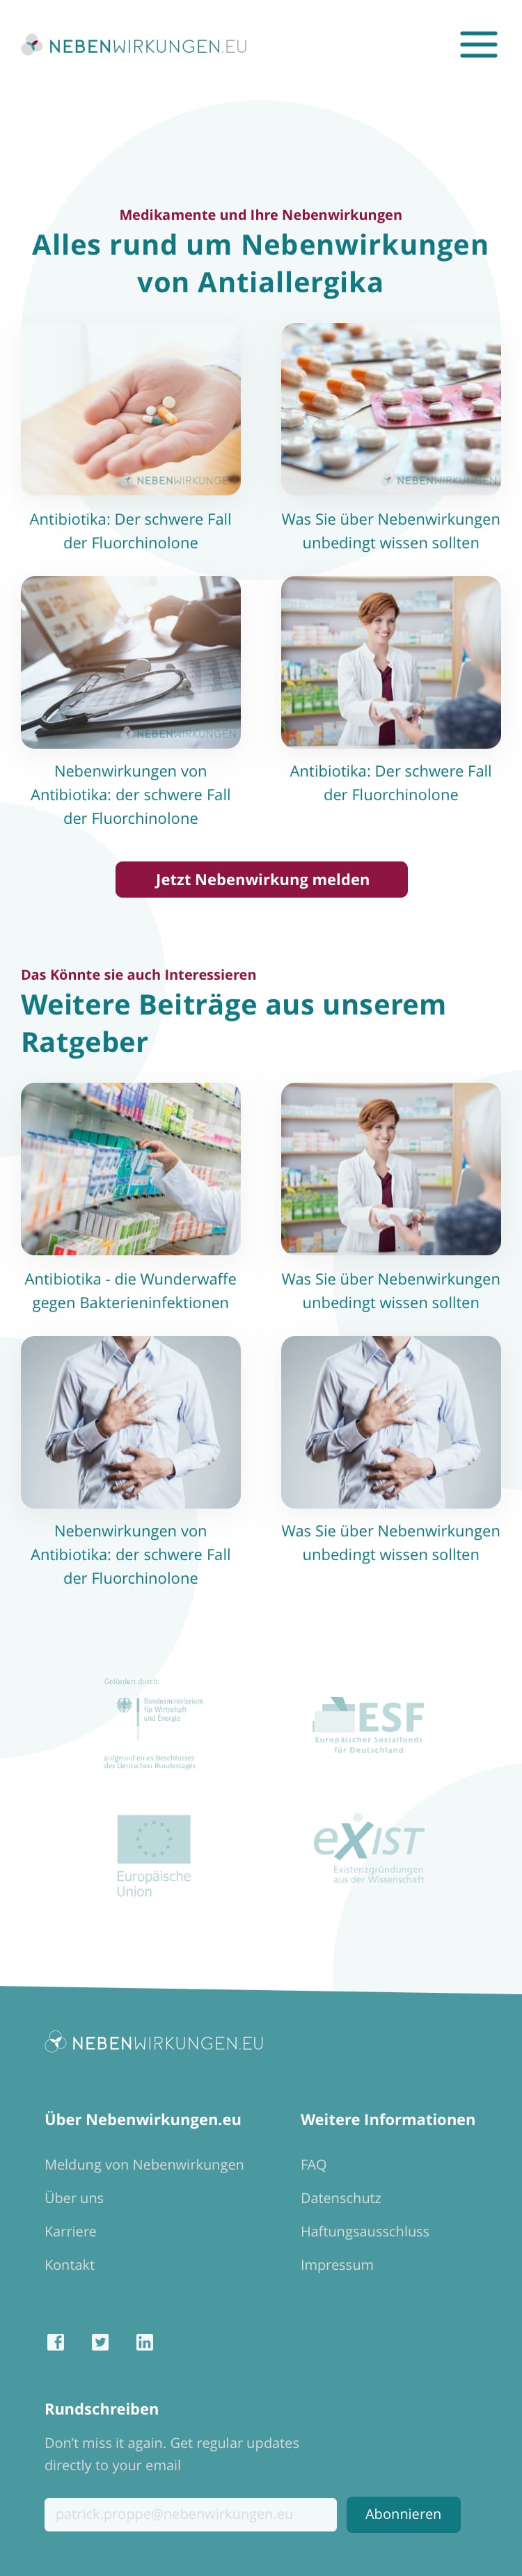 NEBENWIRKUNGEN.EU
Medikamente und Ihre Nebenwirkungen
Alles rund um Nebenwirkungen
von Antiallergika
NEBENWIRKUNGEN
NEBENWIRKUNGEN
Antibiotika: Der schwere Fall
der Fluorchinolone
Was Sie über Nebenwirkungen
unbedingt wissen sollten
NEBENWIRKUNGEN
Nebenwirkungen von
Antibiotika: der schwere Fall
der Fluorchinolone
Antibiotika: Der schwere Fall
der Fluorchinolone
Jetzt Nebenwirkung melden
Das Könnte sie auch Interessieren
Weitere Beiträge aus unserem
Ratgeber
Antibiotika - die Wunderwaffe
gegen Bakterieninfektionen
Was Sie über Nebenwirkungen
unbedingt wissen sollten
Nebenwirkungen von
Antibiotika: der schwere Fall
der Fluorchinolone
Was Sie über Nebenwirkungen
unbedingt wissen sollten
Gefördert durch:
Bundesministerium
für Wirtschaft
und Energie
aufgrund eines Beschlusses
des Deutschen Bundestages
ESF
Europäischer Sozialfonds
für Deutschland
Europäische
Union
eXIST
Existenzgründungen
aus der Wissenschaft
NEBENWIRKUNGEN.EU
Über Nebenwirkungen.eu
Meldung von Nebenwirkungen
Über uns
Karriere
Kontakt
Weitere Informationen
FAQ
Datenschutz
Haftungsausschluss
Impressum
Rundschreiben
Don't miss it again. Get regular updates
directly to your email
patrick.proppe@nebenwirkungen.eu
Abonnieren